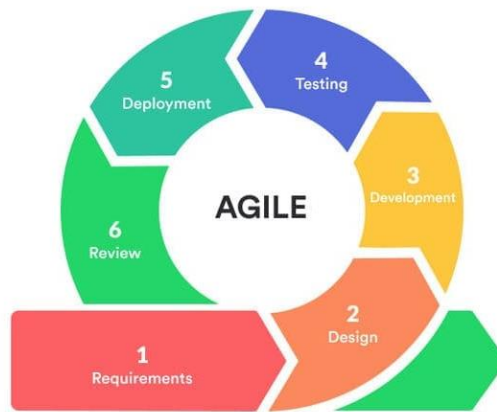 AGILE
1
Requirements
2
Design
3
Development
4
Testing
5
Deployment
6
Review